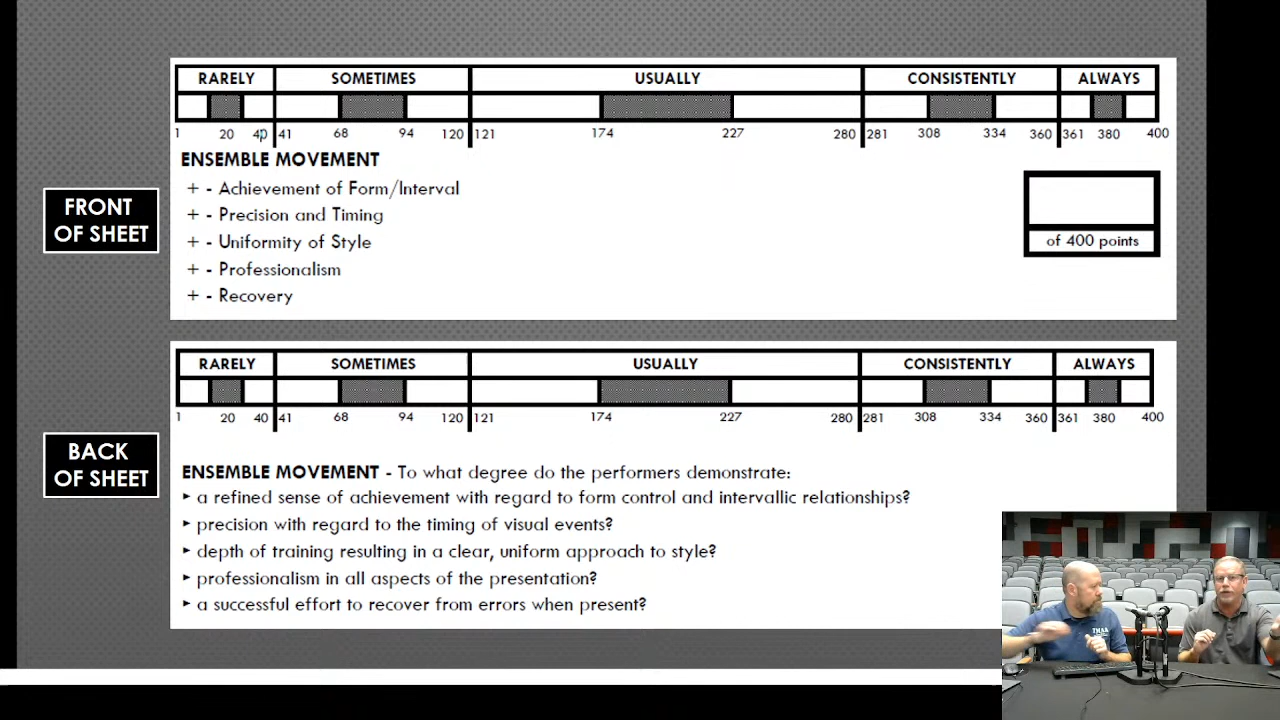 RARELY SOMETIMES USUALLY CONSISTENTLY ALWAYS
1 20 40 41 68 94 120 121 174 227 280 281 308 334 360 361 380 400
ENSEMBLE MOVEMENT
+ - Achievement of Form/Interval
+ - Precision and Timing
+ - Uniformity of Style
+ - Professionalism
+ - Recovery
of 400 points
FRONT
OF SHEET
RARELY SOMETIMES USUALLY CONSISTENTLY ALWAYS
1 20 40 41 68 94 120 121 174 227 280 281 308 334 360 361 380 400
BACK
OF SHEET
ENSEMBLE MOVEMENT - To what degree do the performers demonstrate:
▸ a refined sense of achievement with regard to form control and intervallic relationships?
▸ precision with regard to the timing of visual events?
▸ depth of training resulting in a clear, uniform approach to style?
▸ professionalism in all aspects of the presentation?
▸ a successful effort to recover from errors when present?